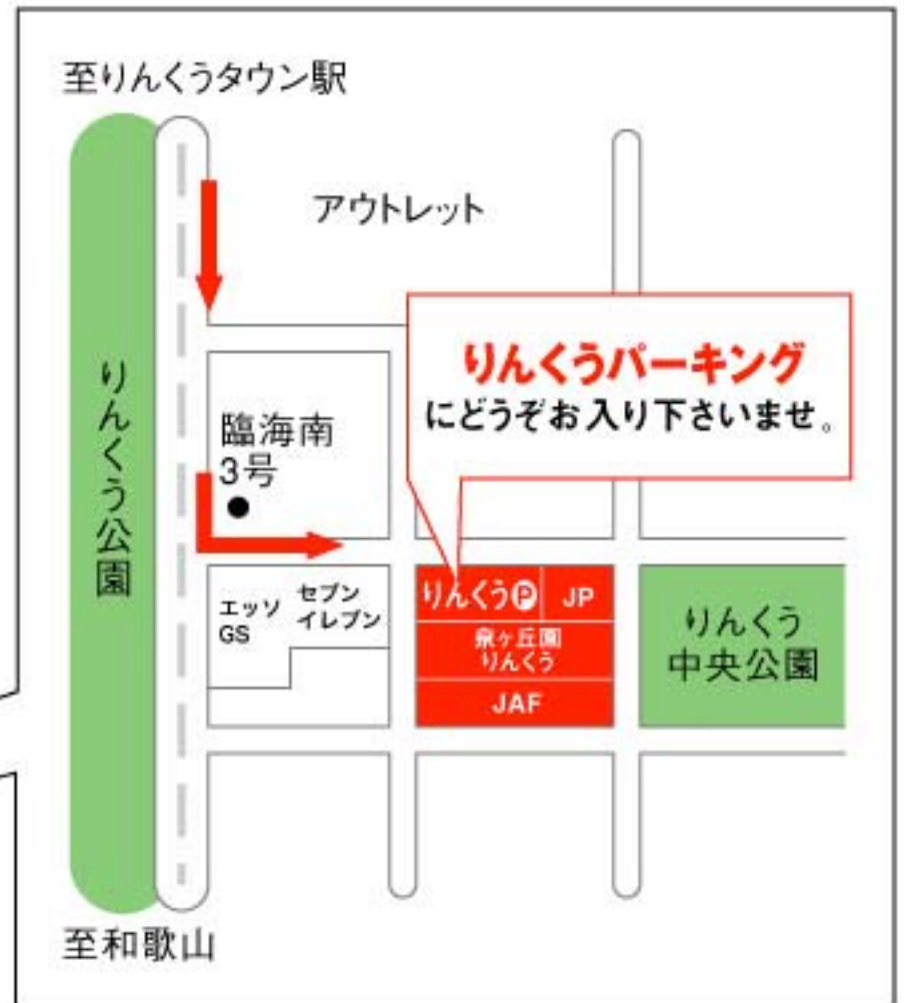 至りんくうタウン駅
アウトレット
りんくうパーキング
にどうぞお入り下さいませ。
りんくう公園
臨海南
3号
エッソ
GS
セブン
イレブン
りんくうP
JP
泉ヶ丘園
りんくう
JAF
りんくう
中央公園
至和歌山